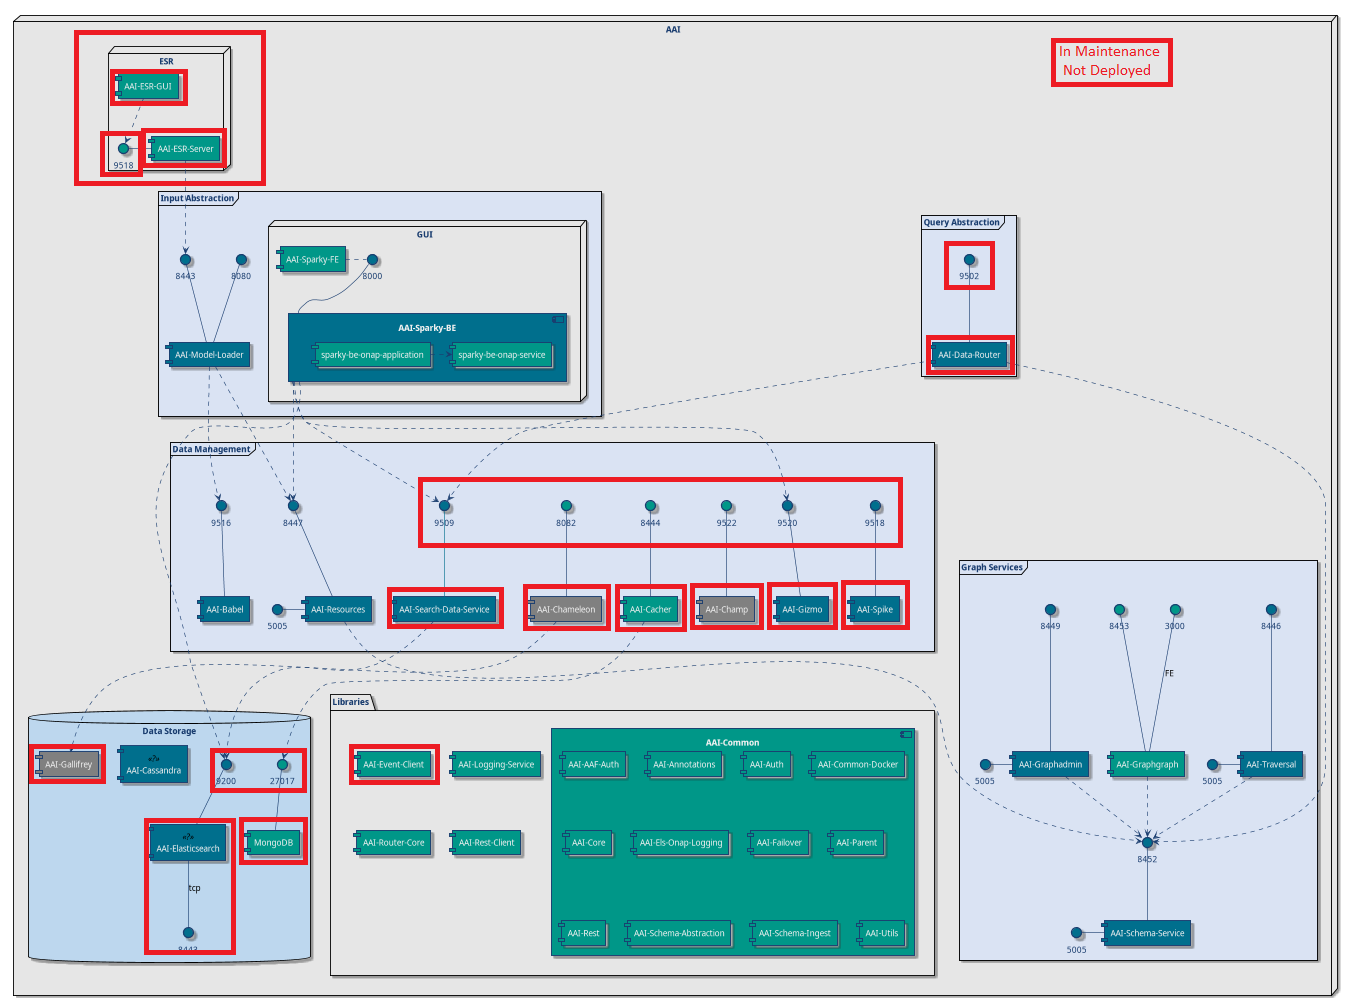 AAI
In Maintenance
Not Deployed
ESR
AAI-ESR-GUI
9518
AAI-ESR-Server
Input Abstraction
8443
8080
AAI-Model-Loader
GUI
AAI-Sparky-FE
8000
AAI-Sparky-BE
sparky-be-onap-application
sparky-be-onap-service
Query Abstraction
9502
AAI-Data-Router
Data Management
9516
8447
9509
8082
8444
9522
9520
9518
AAI-Babel
5005
AAI-Resources
AAI-Search-Data-Service
AAI-Chameleon
AAI-Cacher
AAI-Champ
AAI-Gizmo
AAI-Spike
Graph Services
8449
8453
3000
8446
FE
5005
AAI-Graphadmin
AAI-Graphgraph
5005
AAI-Traversal
8452
5005
AAI-Schema-Service
Data Storage
AAI-Gallifrey
«?»
AAI-Cassandra
9200
27017
«?»
AAI-Elasticsearch
MongoDB
tcp
8443
Libraries
AAI-Event-Client
AAI-Logging-Service
AAI-Router-Core
AAI-Rest-Client
AAI-Common
AAI-AAF-Auth
AAI-Annotations
AAI-Auth
AAI-Common-Docker
AAI-Core
AAI-Els-Onap-Logging
AAI-Failover
AAI-Parent
AAI-Rest
AAI-Schema-Abstraction
AAI-Schema-Ingest
AAI-Utils